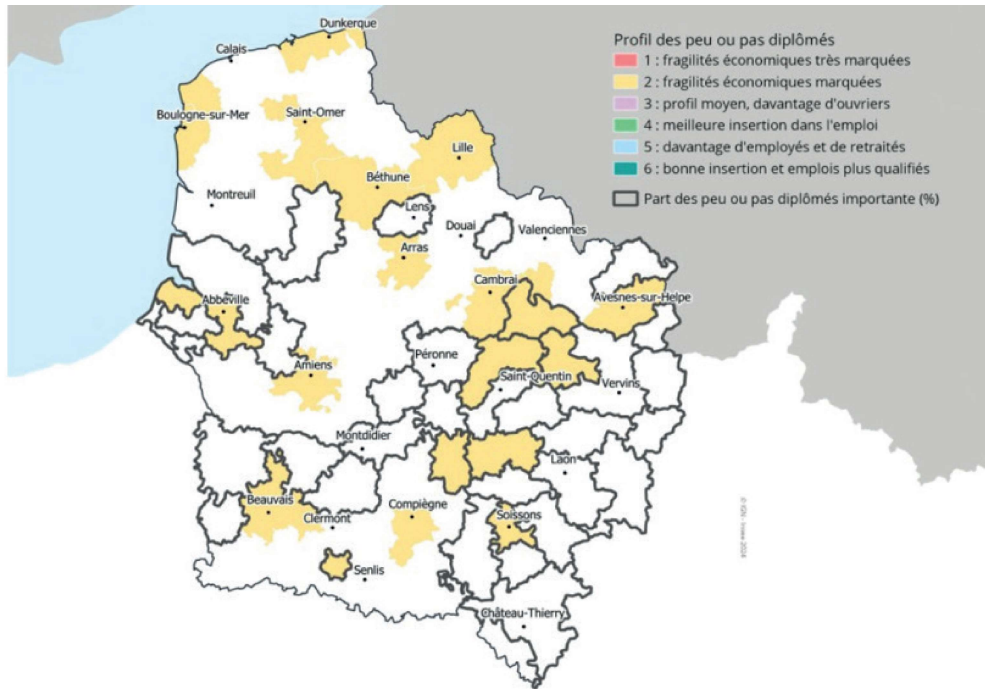 Profil des peu ou pas diplômés
1 : fragilités économiques très marquées
2 : fragilités économiques marquées
3 : profil moyen, davantage d'ouvriers
4 : meilleure insertion dans l'emploi
5 : davantage d'employés et de retraités
6 : bonne insertion et emplois plus qualifiés
Part des peu ou pas diplômés importante (%)
Dunkerque
Calais
Boulogne-sur-Mer
Saint-Omer
Lille
Béthune
Montreuil
Lens
Douai
Valenciennes
Arras
Cambrai
Avesnes-sur-Helpe
Abbeville
Amiens
Péronne
Saint-Quentin
Vervins
Montdidier
Laon
Beauvais
Compiègne
Clermont
Soissons
Senlis
Château-Thierry
© IGN - Insee 2024